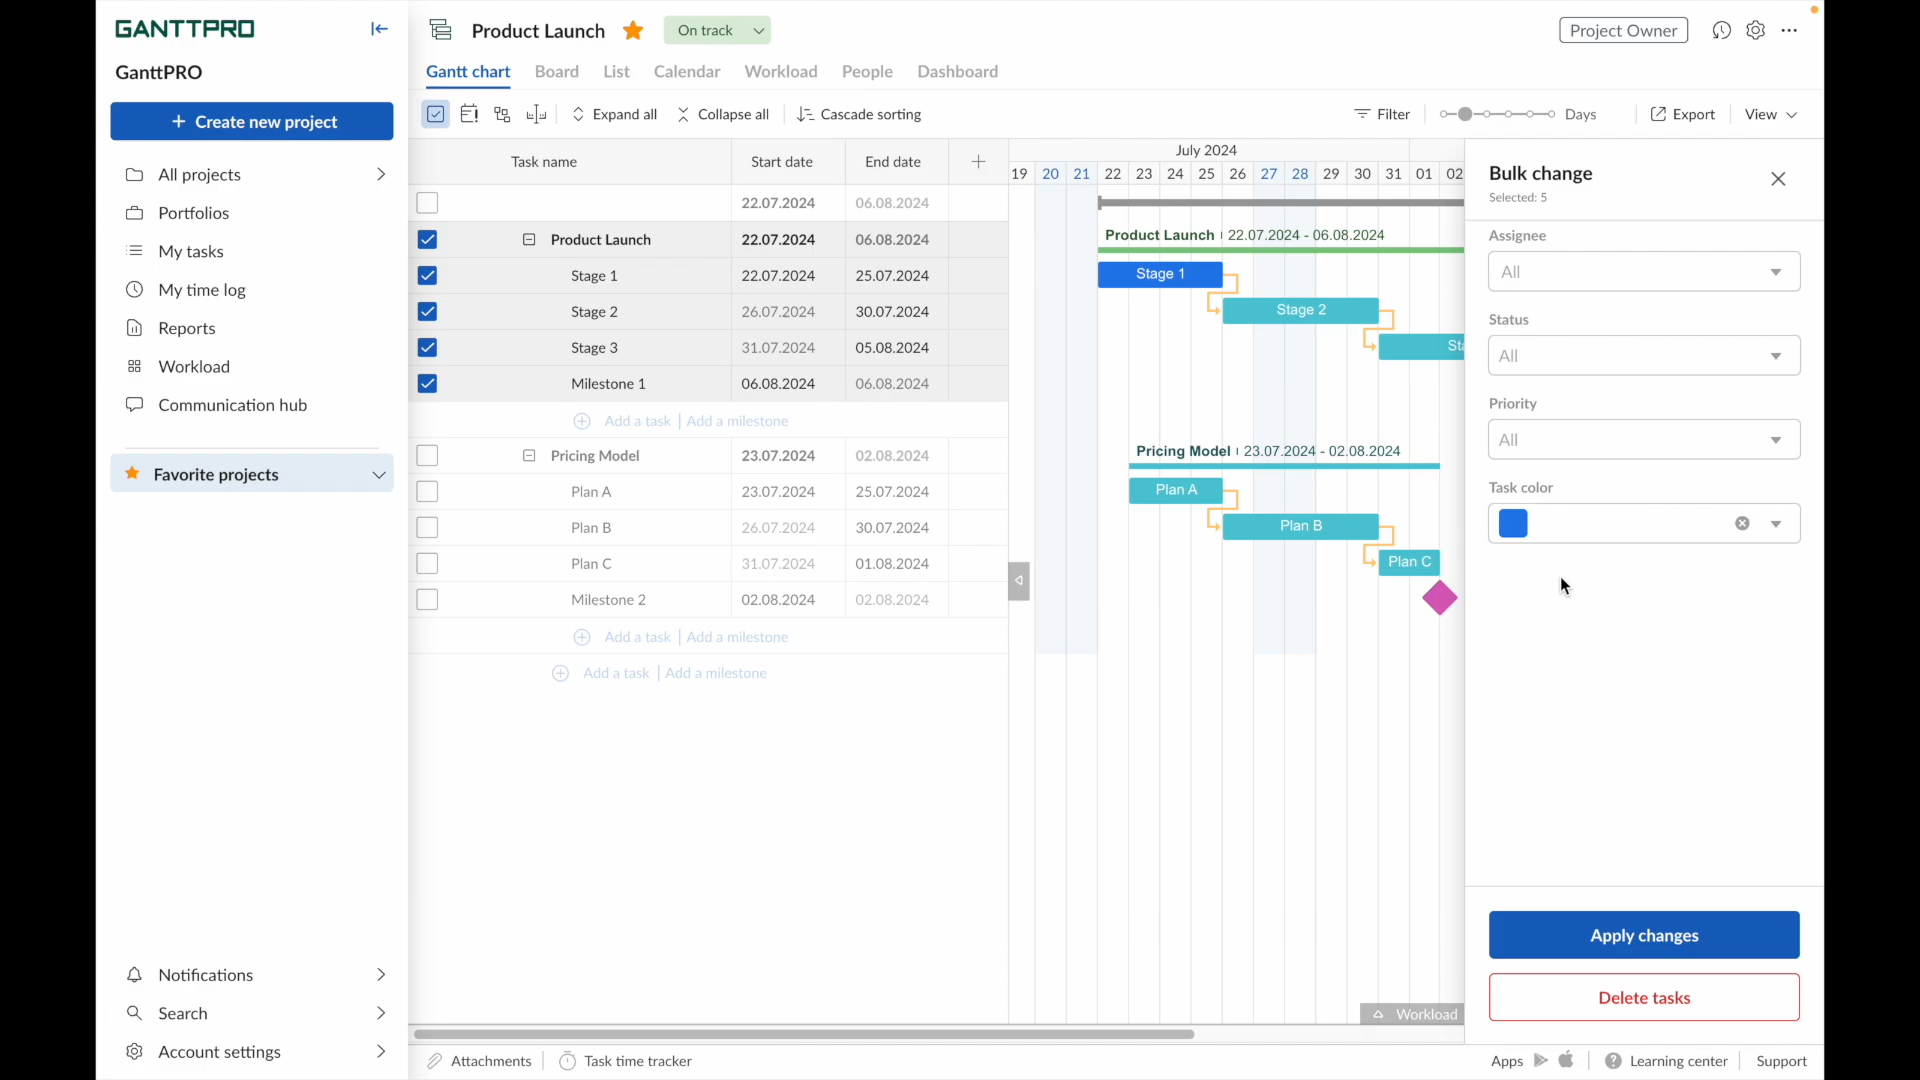 GANTTPRO
GanttPRO
+ Create new project
All projects
Portfolios
My tasks
My time log
Reports
Workload
Communication hub
Favorite projects
Notifications
Search
Account settings
Product Launch
On track
Project Owner
Gantt chart Board List Calendar Workload People Dashboard
Expand all Collapse all Cascade sorting
Filter Days Export View
Task name Start date End date
July 2024
19 20 21 22 23 24 25 26 27 28 29 30 31 01 02
22.07.2024 06.08.2024
Product Launch 22.07.2024 06.08.2024
Stage 1 22.07.2024 25.07.2024
Stage 2 26.07.2024 30.07.2024
Stage 3 31.07.2024 05.08.2024
Milestone 1 06.08.2024 06.08.2024
Add a task | Add a milestone
Pricing Model 23.07.2024 02.08.2024
Plan A 23.07.2024 25.07.2024
Plan B 26.07.2024 30.07.2024
Plan C 31.07.2024 01.08.2024
Milestone 2 02.08.2024 02.08.2024
Add a task | Add a milestone
Add a task | Add a milestone
Product Launch 22.07.2024 - 06.08.2024
Stage 1
Stage 2
Sta
Pricing Model 23.07.2024 - 02.08.2024
Plan A
Plan B
Plan C
Workload
Bulk change
Selected: 5
Assignee
All
Status
All
Priority
All
Task color
Apply changes
Delete tasks
Attachments Task time tracker
Apps Learning center Support